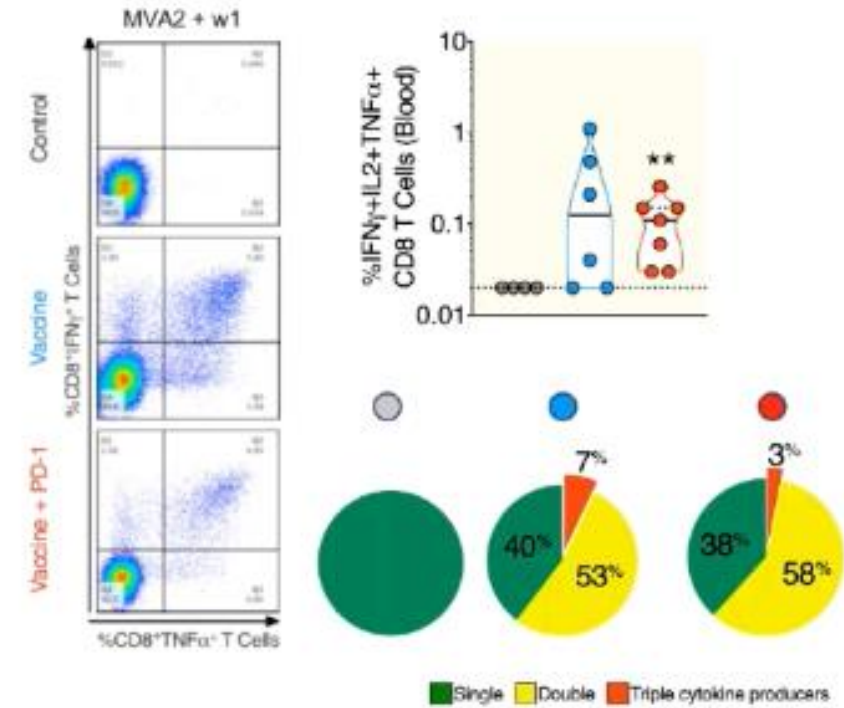 MVA2 + w1
Control
Vaccine
Vaccine + PD-1
%CD8⁺IFNγ⁺ T Cells
%CD8⁺TNFα⁺ T Cells
%IFNγ+IL2+TNFα+
CD8 T Cells (Blood)
10
1
0.1
0.01
**
7%
40%
53%
3%
38%
58%
Single Double Triple cytokine producers